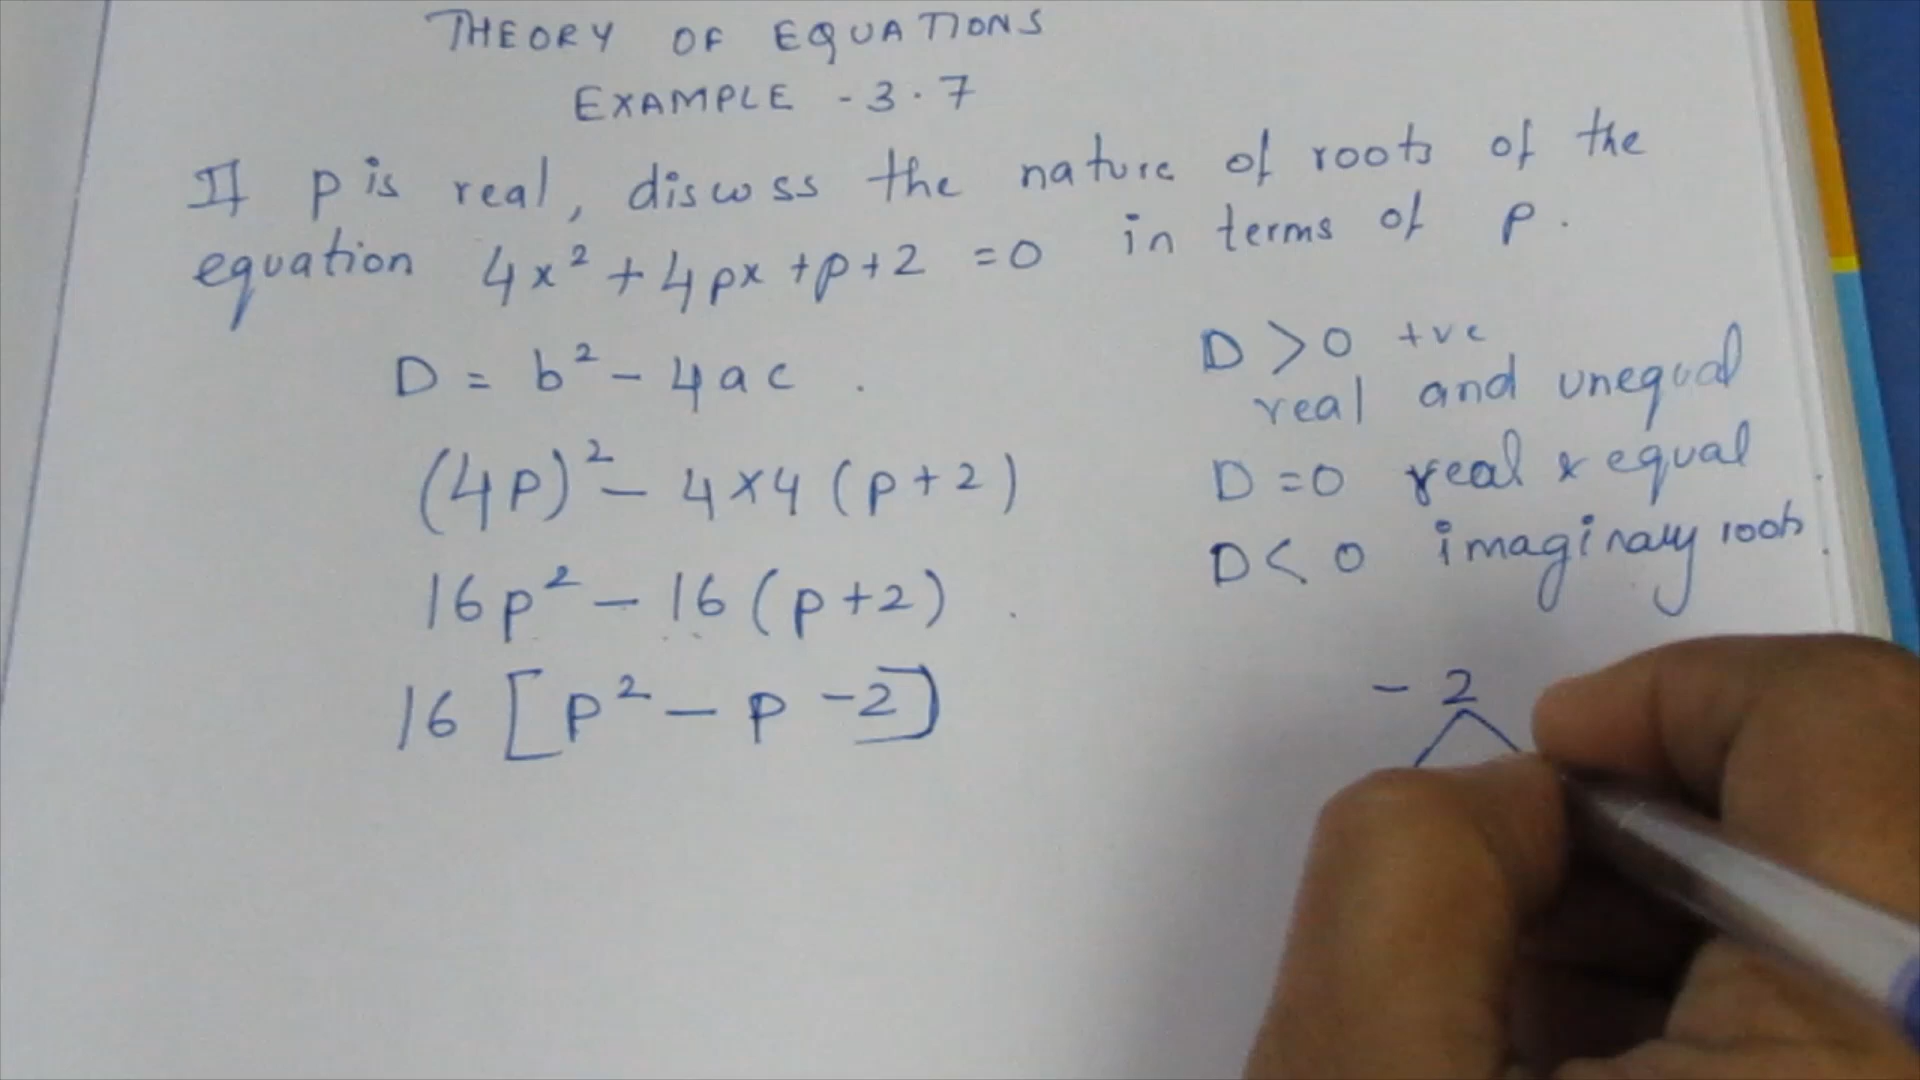 THEORY OF EQUATIONS
EXAMPLE - 3.7
If p is real, discuss the nature of roots of the
equation 4x² + 4px + p + 2 = 0 in terms of p.
D = b² - 4ac.
(4p)² - 4×4(p+2)
16p² - 16(p+2).
16[p² - p - 2]
D > 0 +ve
real and unequal
D = 0 real & equal
D < 0 imaginary roots.
- 2